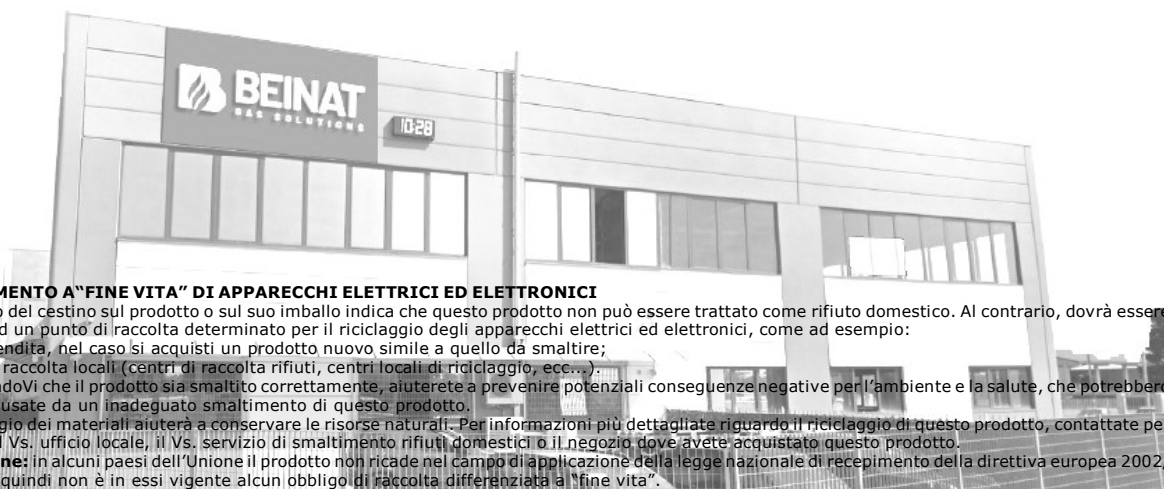 BEINAT
GAS SOLUTIONS
10:28
MENTO A"FINE VITA" DI APPARECCHI ELETTRICI ED ELETTRONICI
o del cestino sul prodotto o sul suo imballo indica che questo prodotto non può essere trattato come rifiuto domestico. Al contrario, dovrà essere
d un punto di raccolta determinato per il riciclaggio degli apparecchi elettrici ed elettronici, come ad esempio:
endita, nel caso si acquisti un prodotto nuovo simile a quello da smaltire;
raccolta locali (centri di raccolta rifiuti, centri locali di riciclaggio, ecc...).
doVi che il prodotto sia smaltito correttamente, aiuterete a prevenire potenziali conseguenze negative per l'ambiente e la salute, che potrebbero
usate da un inadeguato smaltimento di questo prodotto.
gio dei materiali aiuterà a conservare le risorse naturali. Per informazioni più dettagliate riguardo il riciclaggio di questo prodotto, contattate pe
l Vs. ufficio locale, il Vs. servizio di smaltimento rifiuti domestici o il negozio dove avete acquistato questo prodotto.
ne: in alcuni paesi dell'Unione il prodotto non ricade nel campo di applicazione della legge nazionale di recepimento della direttiva europea 2002
quindi non è in essi vigente alcun obbligo di raccolta differenziata a "fine vita".